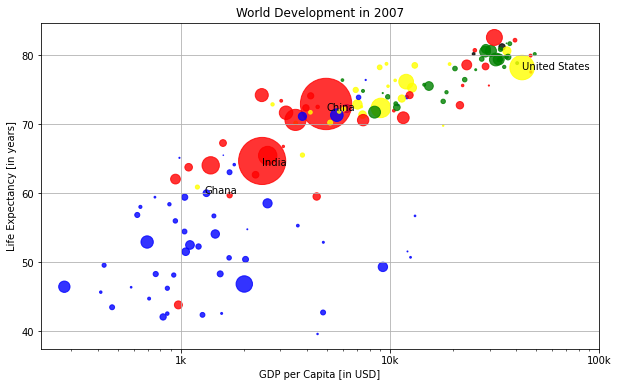 World Development in 2007
Life Expectancy [in years]
80
70
60
50
40
United States
China
India
Ghana
1k
10k
100k
GDP per Capita [in USD]